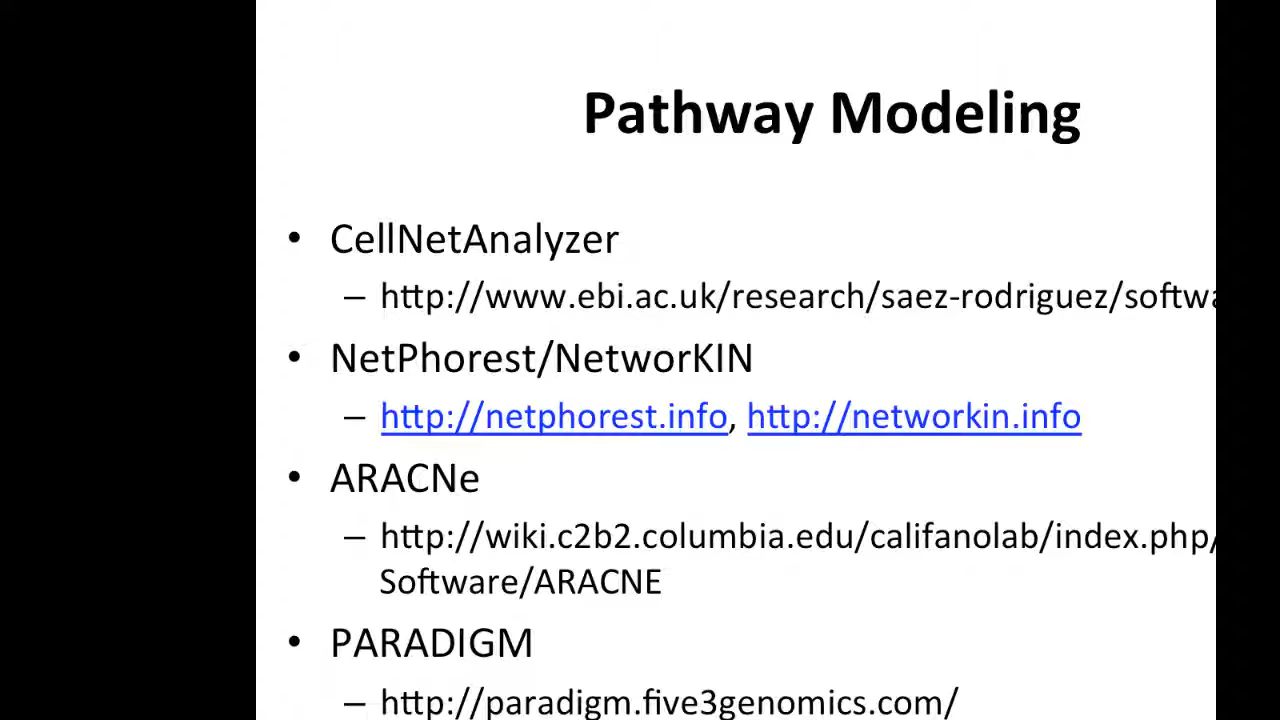 Pathway Modeling
• CellNetAnalyzer
– http://www.ebi.ac.uk/research/saez-rodriguez/softwa
• NetPhorest/NetworKIN
– http://netphorest.info, http://networkin.info
• ARACNe
– http://wiki.c2b2.columbia.edu/califanolab/index.php/
Software/ARACNE
• PARADIGM
– http://paradigm.five3genomics.com/